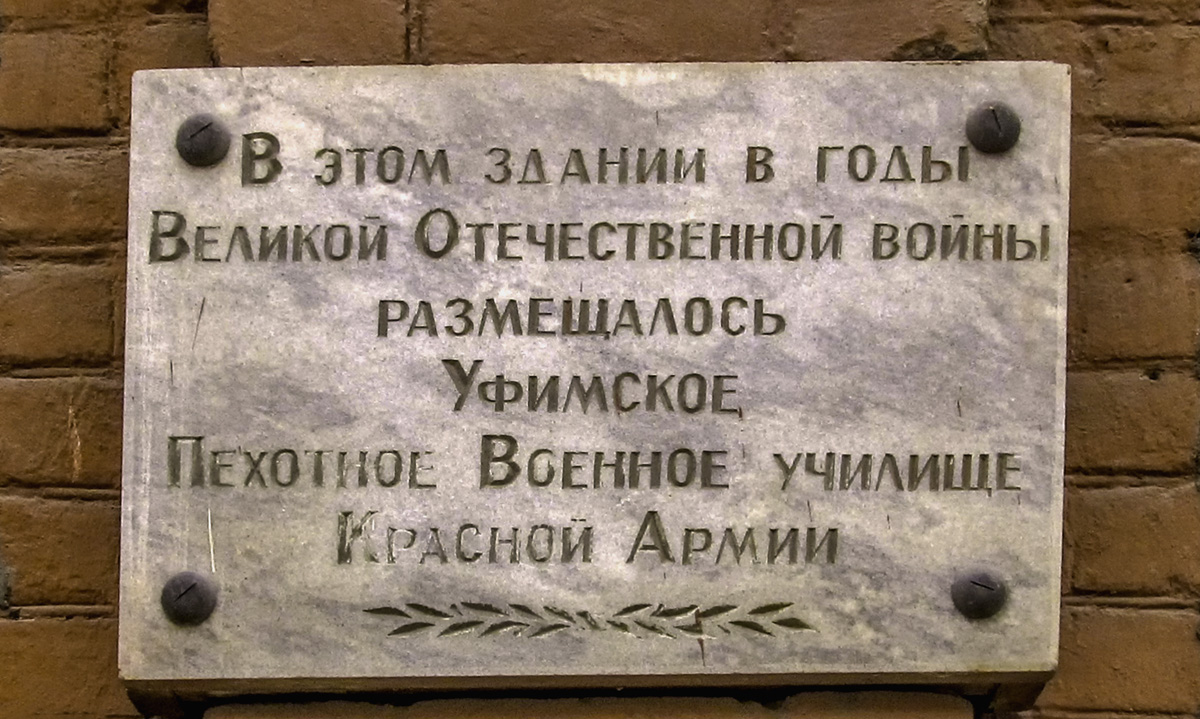 В этом здании в годы
Великой Отечественной войны
размещалось
Уфимское
Пехотное Военное училище
Красной Армии